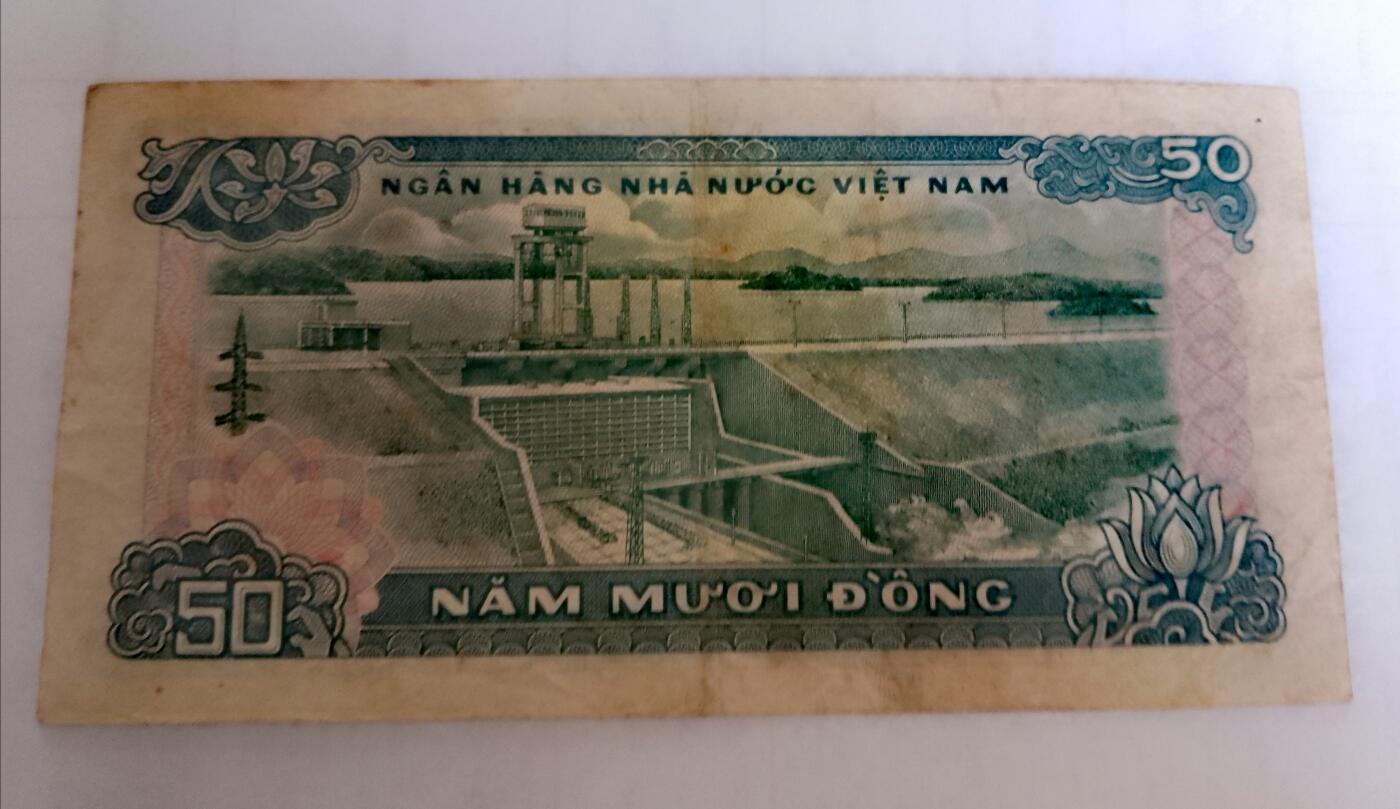 50
NGÂN HÀNG NHÀ NƯỚC VIỆT NAM
50
NĂM MƯƠI ĐỒNG